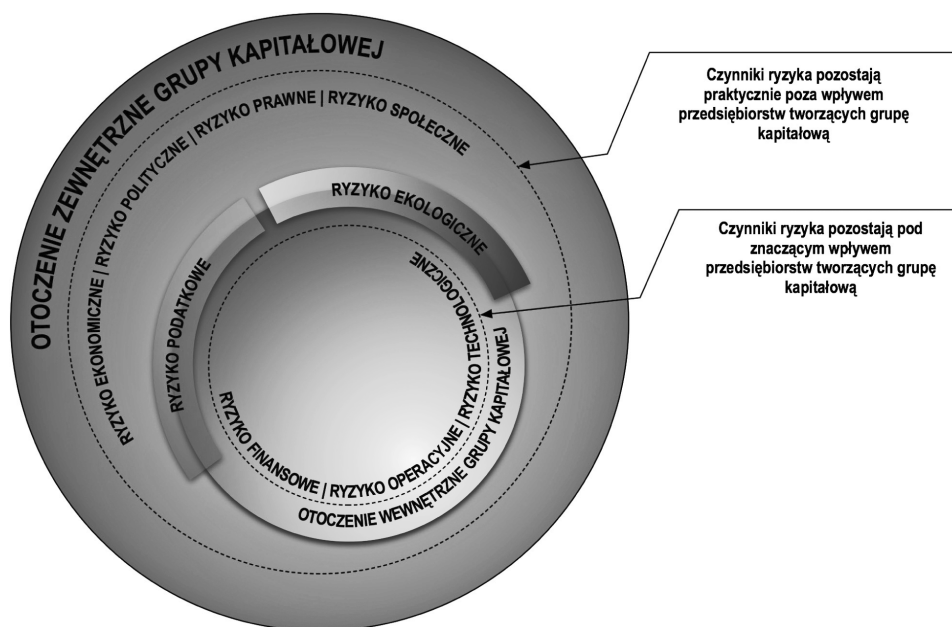 OTOCZENIE ZEWNĘTRZNE GRUPY KAPITAŁOWEJ
RYZYKO EKONOMICZNE | RYZYKO POLITYCZNE | RYZYKO PRAWNE | RYZYKO SPOŁECZNE
RYZYKO PODATKOWE
RYZYKO EKOLOGICZNE
RYZYKO FINANSOWE | RYZYKO OPERACYJNE | RYZYKO TECHNOLOGICZNE
OTOCZENIE WEWNĘTRZNE GRUPY KAPITAŁOWEJ
Czynniki ryzyka pozostają
praktycznie poza wpływem
przedsiębiorstw tworzących grupę
kapitałową
Czynniki ryzyka pozostają pod
znaczącym wpływem
przedsiębiorstw tworzących grupę
kapitałową